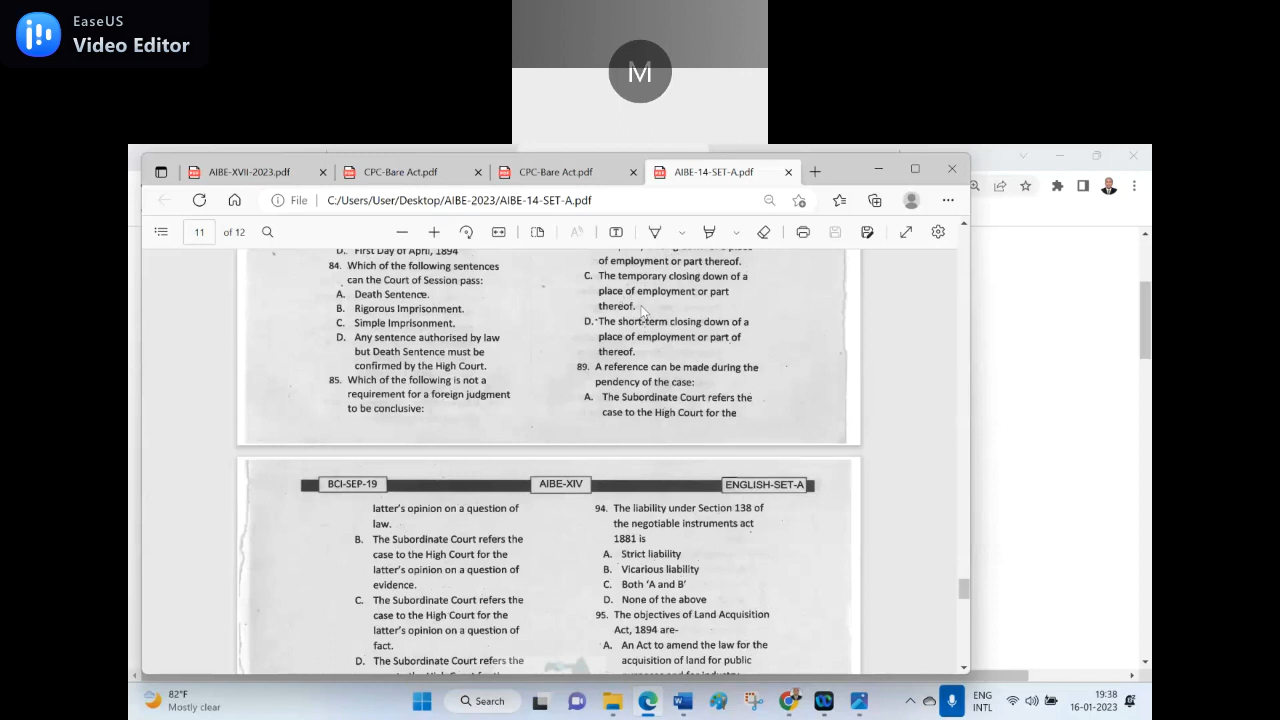 EaseUS
Video Editor
M
AIBE-XVII-2023.pdf
CPC-Bare Act.pdf
CPC-Bare Act.pdf
AIBE-14-SET-A.pdf
File
C:/Users/User/Desktop/AIBE-2023/AIBE-14-SET-A.pdf
11
of 12
D. First Day of April, 1894
84. Which of the following sentences
can the Court of Session pass:
A. Death Sentence.
B. Rigorous Imprisonment.
C. Simple Imprisonment.
D. Any sentence authorised by law
but Death Sentence must be
confirmed by the High Court.
85. Which of the following is not a
requirement for a foreign judgment
to be conclusive:
of employment or part thereof.
C. The temporary closing down of a
place of employment or part
thereof.
D. The short-term closing down of a
place of employment or part of
thereof.
89. A reference can be made during the
pendency of the case:
A. The Subordinate Court refers the
case to the High Court for the
BCI-SEP-19
AIBE-XIV
ENGLISH-SET-A
latter's opinion on a question of
law.
B. The Subordinate Court refers the
case to the High Court for the
latter's opinion on a question of
evidence.
C. The Subordinate Court refers the
case to the High Court for the
latter's opinion on a question of
fact.
D. The Subordinate Court refers the
94. The liability under Section 138 of
the negotiable instruments act
1881 is
A. Strict liability
B. Vicarious liability
C. Both 'A and B'
D. None of the above
95. The objectives of Land Acquisition
Act, 1894 are-
A. An Act to amend the law for the
acquisition of land for public
82°F
Mostly clear
Search
ENG
INTL
19:38
16-01-2023